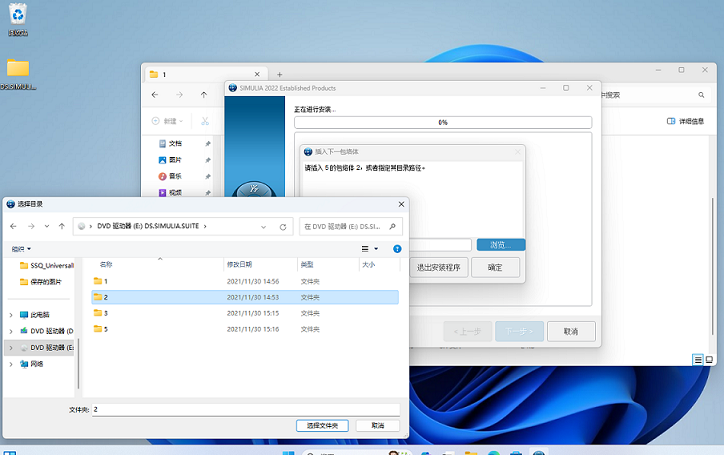 回收站
DS.SIMU...
1
SIMULIA 2022 Established Products
新建
文档
图片
音乐
视频
中搜索
详细信息
正在进行安装...
0%
插入下一包媒体
请插入 5 的包媒体 2，或者指定其目录路径。
浏览...
退出安装程序
确定
< 上一步
下一步 >
取消
选择目录
DVD 驱动器 (E:) DS.SIMULIA.SUITE
在 DVD 驱动器 (E:) DS.SI...
组织
名称
修改日期
类型
大小
SSQ_Universal
保存的图片
此电脑
DVD 驱动器 (D
DVD 驱动器 (E:
网络
1
2021/11/30 14:56
文件夹
2
2021/11/30 14:53
文件夹
3
2021/11/30 15:15
文件夹
5
2021/11/30 15:16
文件夹
文件夹: 2
选择文件夹
取消